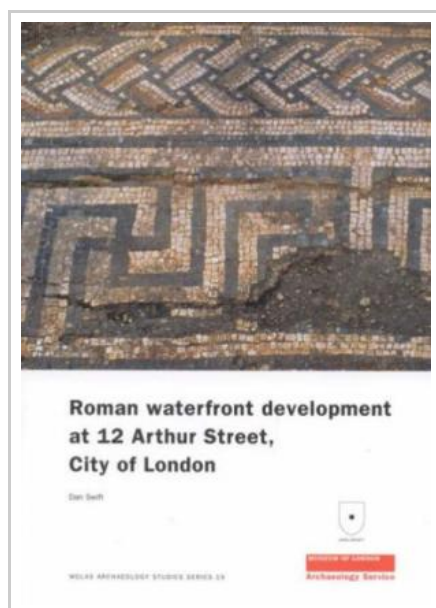 Roman waterfront development
at 12 Arthur Street,
City of London
Dan Swift
MUSEUM OF LONDON
Archaeology Service
MOLAS ARCHAEOLOGY STUDIES SERIES 19